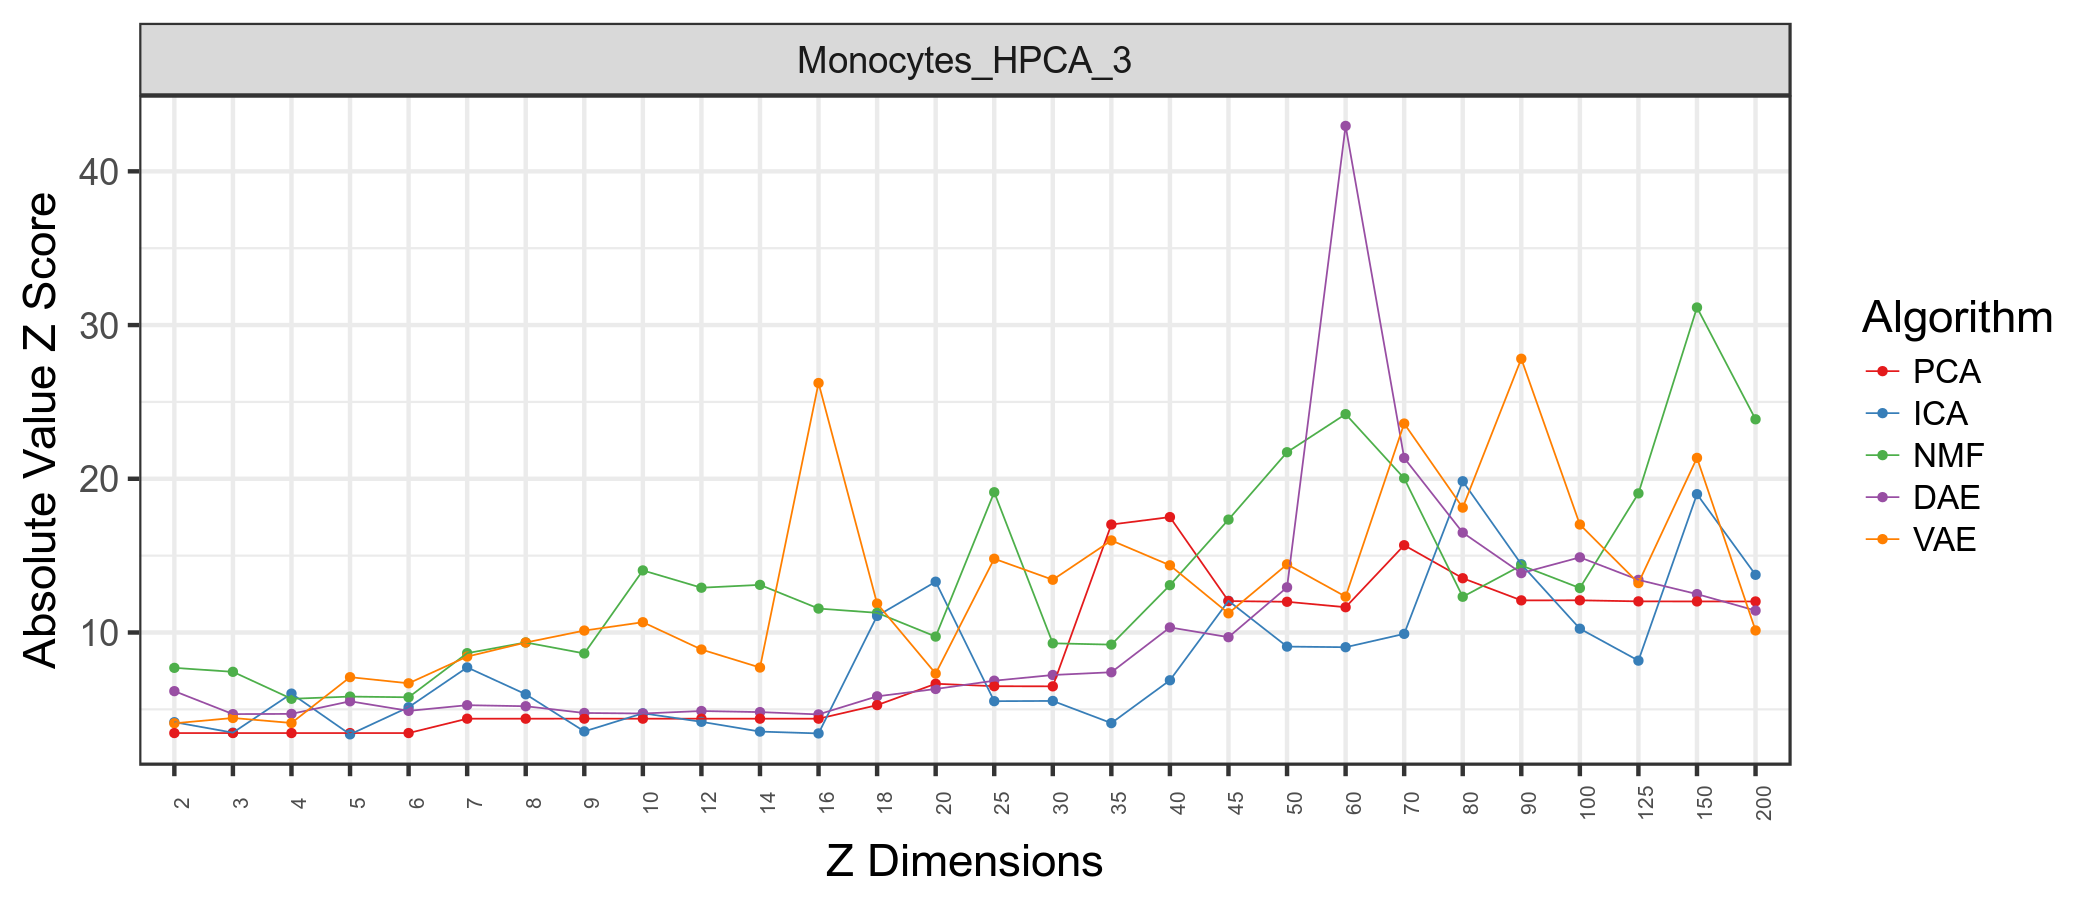 Monocytes_HPCA_3
Absolute Value Z Score
40
30
20
10
2 3 4 5 6 7 8 9 10 12 14 16 18 20 25 30 35 40 45 50 60 70 80 90 100 125 150 200
Z Dimensions
Algorithm
PCA
ICA
NMF
DAE
VAE